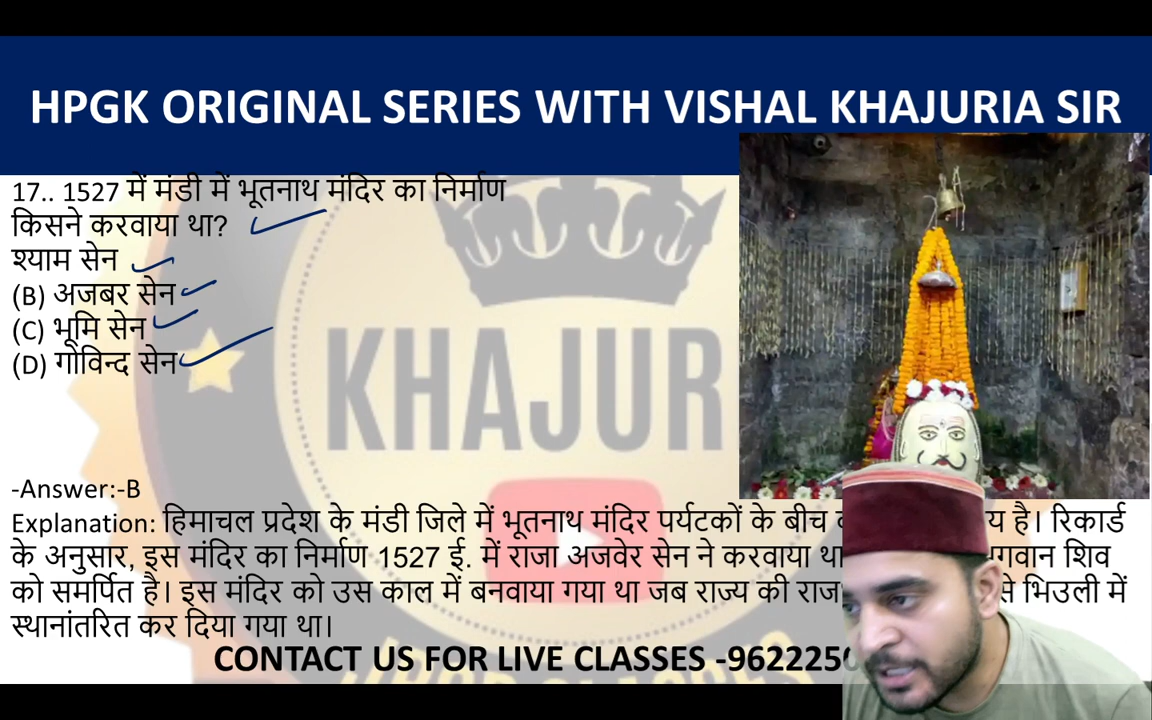 HPGK ORIGINAL SERIES WITH VISHAL KHAJURIA SIR
17.. 1527 में मंडी में भूतनाथ मंदिर का निर्माण
किसने करवाया था?
श्याम सेन
(B) अजबर सेन
(C) भूमि सेन
(D) गोविन्द सेन
KHAJUR
-Answer:-B
Explanation: हिमाचल प्रदेश के मंडी जिले में भूतनाथ मंदिर पर्यटकों के बीच है। रिकार्ड
के अनुसार, इस मंदिर का निर्माण 1527 ई. में राजा अजवेर सेन ने करवाया था शिव
को समर्पित है। इस मंदिर को उस काल में बनवाया गया था जब राज्य की से भिउली में
स्थानांतरित कर दिया गया था।
CONTACT US FOR LIVE CLASSES -962225